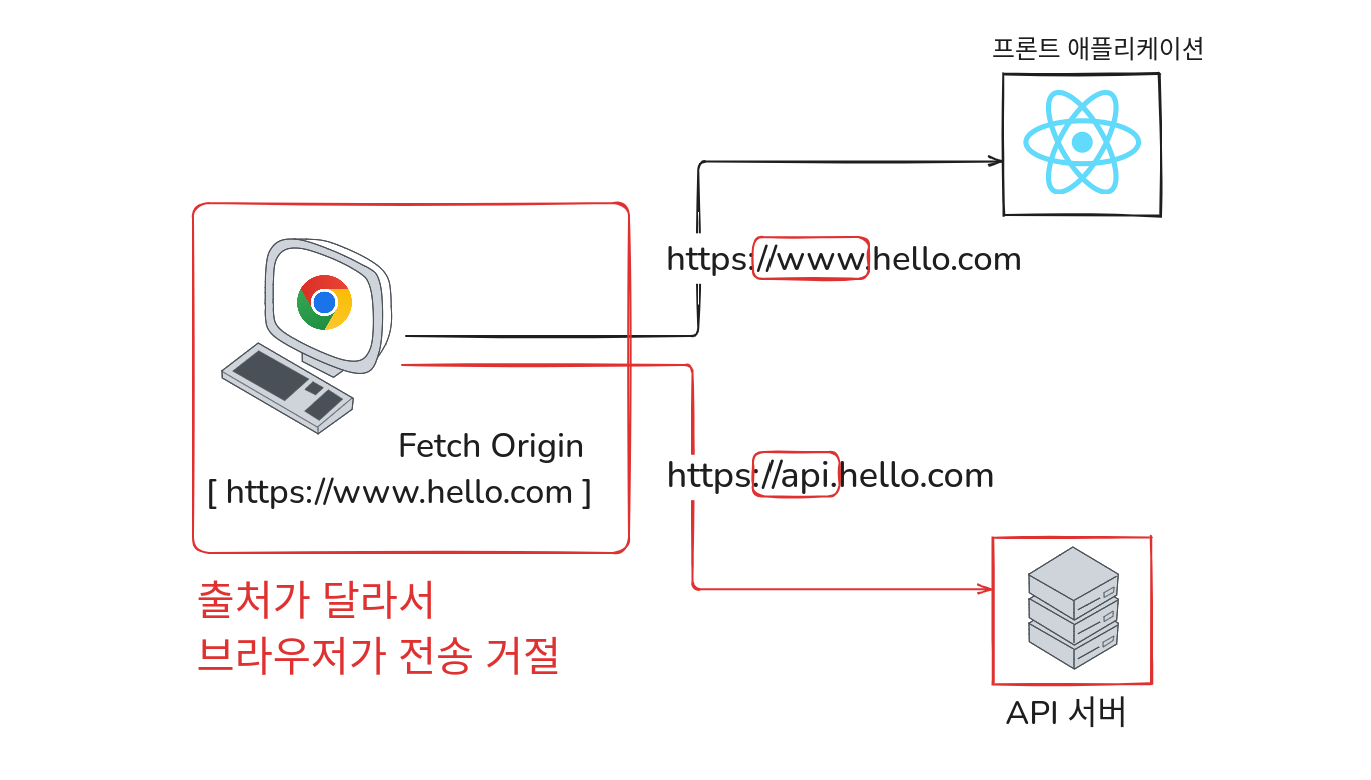 프론트 애플리케이션
https://www.hello.com
Fetch Origin
[ https://www.hello.com ]
https://api.hello.com
출처가 달라서
브라우저가 전송 거절
API 서버